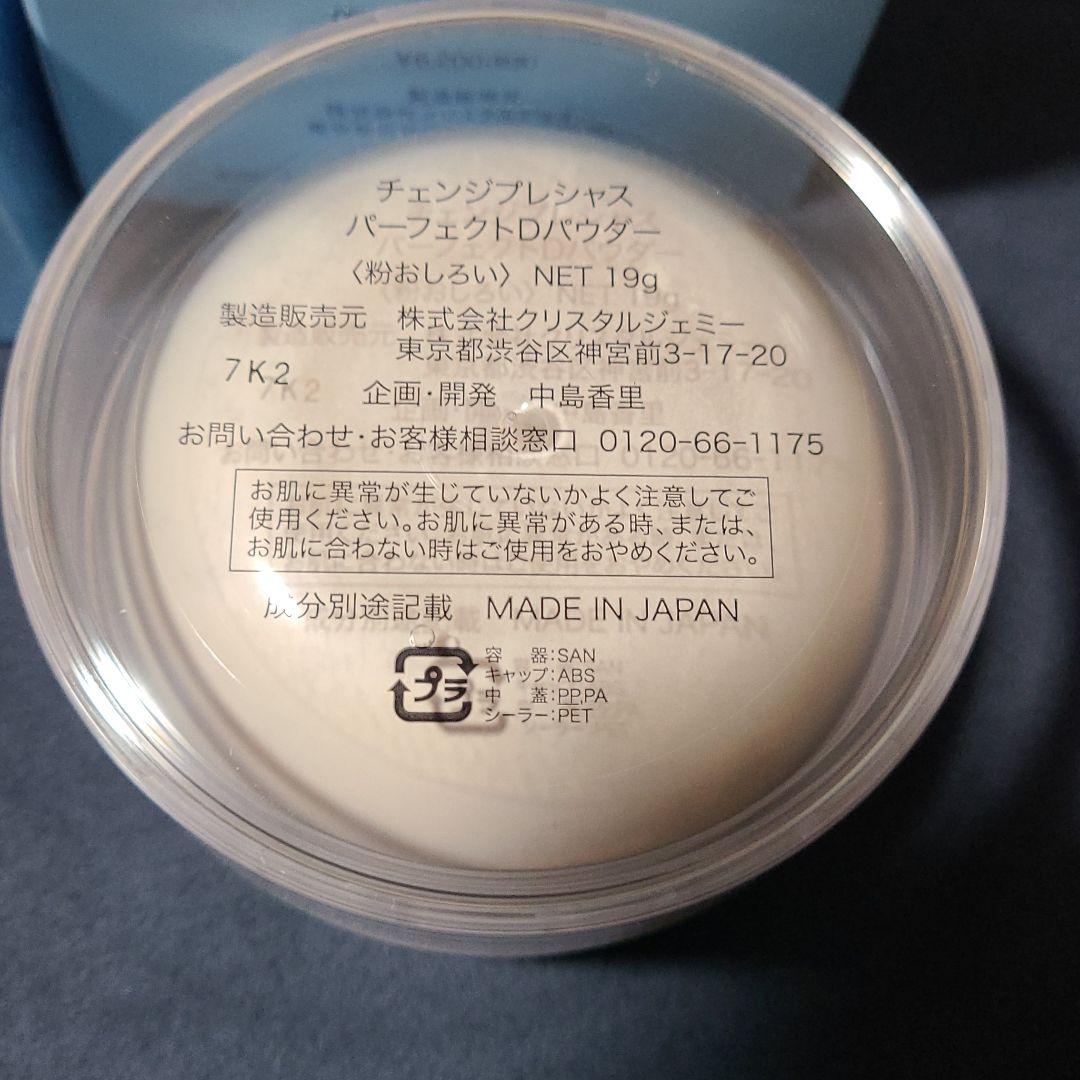 チェンジプレシャス
パーフェクトDパウダー
〈粉おしろい〉 NET 19g
製造販売元 株式会社クリスタルジェミー
東京都渋谷区神宮前3-17-20
7K2
企画・開発 中島香里
お問い合わせ・お客様相談窓口 0120-66-1175
お肌に異常が生じていないかよく注意してご
使用ください。お肌に異常がある時、または、
お肌に合わない時はご使用をおやめください。
成分別途記載 MADE IN JAPAN
プラ
容 器:SAN
キャップ:ABS
中 蓋:PP,PA
シーラー:PET